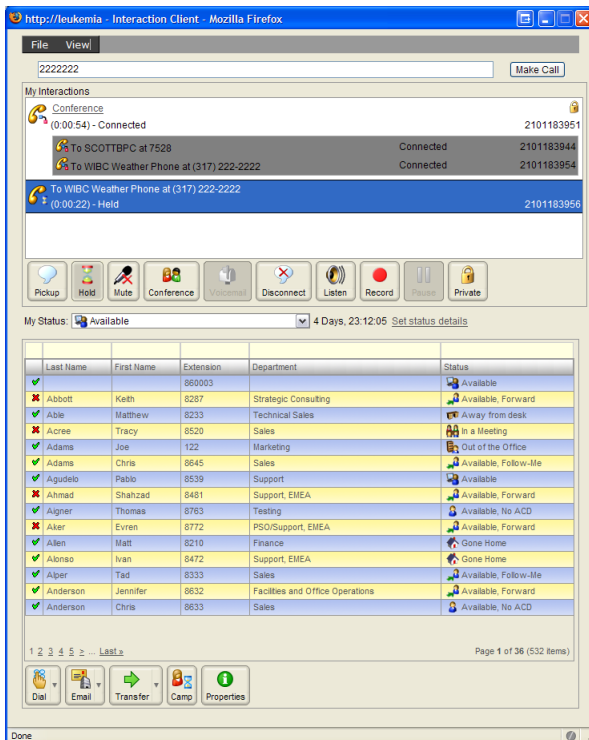 http://leukemia - Interaction Client - Mozilla Firefox
File View
2222222 Make Call
My Interactions
Conference
(0:00:54) - Connected 2101183951
To SCOTTBPC at 7528 Connected 2101183944
To WIBC Weather Phone at (317) 222-2222 Connected 2101183954
To WIBC Weather Phone at (317) 222-2222
(0:00:22) - Held 2101183956
Pickup Hold Mute Conference Voicemail Disconnect Listen Record Pause Private
My Status: Available 4 Days, 23:12:05 Set status details
Last Name First Name Extension Department Status
860003 Available
Abbott Keith 8287 Strategic Consulting Available, Forward
Able Matthew 8233 Technical Sales Away from desk
Acree Tracy 8520 Sales In a Meeting
Adams Joe 122 Marketing Out of the Office
Adams Chris 8645 Sales Available, Follow-Me
Agudelo Pablo 8539 Support Available
Ahmad Shahzad 8481 Support, EMEA Available, Forward
Aigner Thomas 8763 Testing Available, No ACD
Aker Evren 8772 PSO/Support, EMEA Available, Forward
Allen Matt 8210 Finance Gone Home
Alonso Ivan 8472 Support, EMEA Gone Home
Alper Tad 8333 Sales Available, Follow-Me
Anderson Jennifer 8632 Facilities and Office Operations Available, Forward
Anderson Chris 8633 Sales Available, No ACD
1 2 3 4 5 > ... Last » Page 1 of 36 (532 items)
Dial Email Transfer Camp Properties
Done